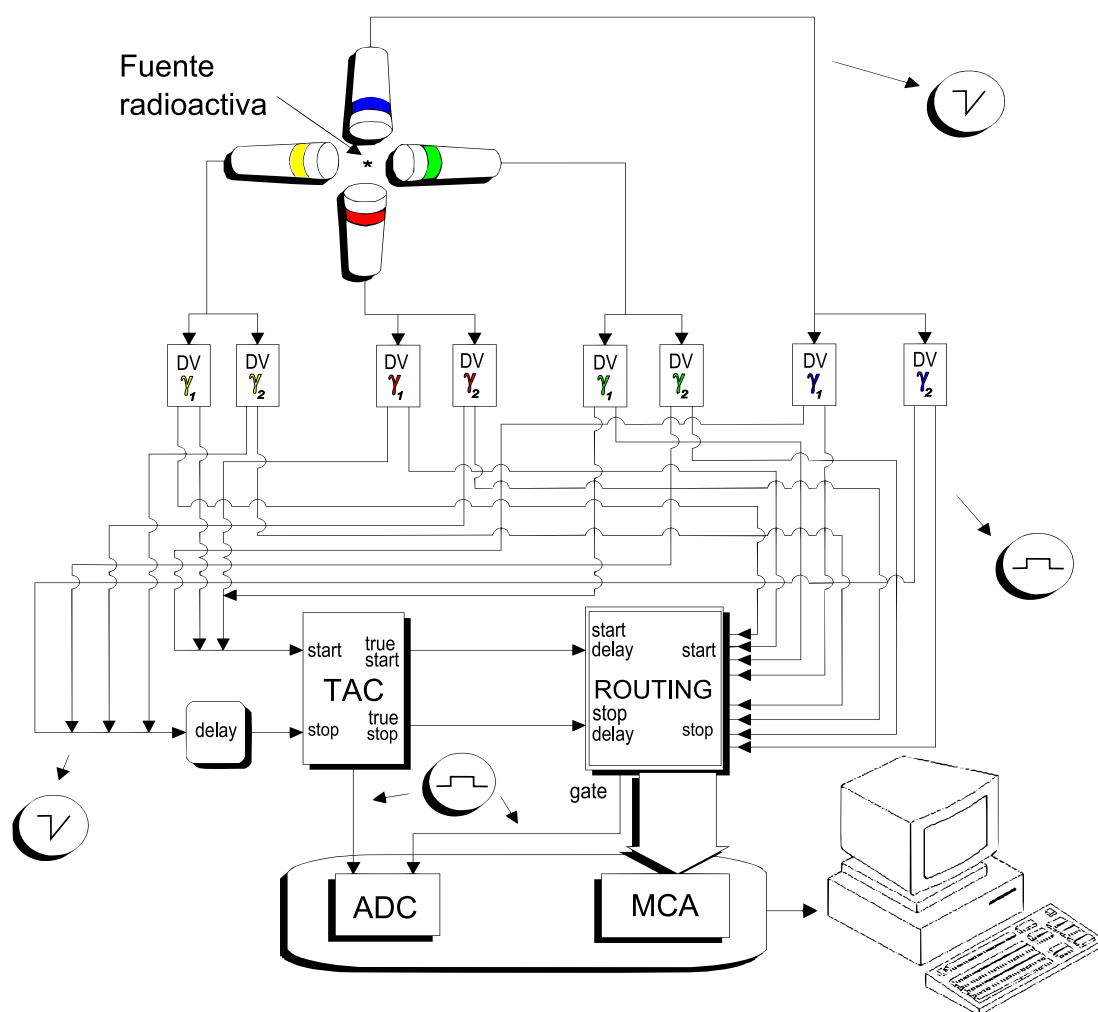 Fuente
radioactiva
*
DV
γ1
DV
γ2
DV
γ1
DV
γ2
DV
γ1
DV
γ2
DV
γ1
DV
γ2
start
true
start
TAC
stop
true
stop
delay
start
delay
start
ROUTING
stop
delay
stop
gate
ADC
MCA